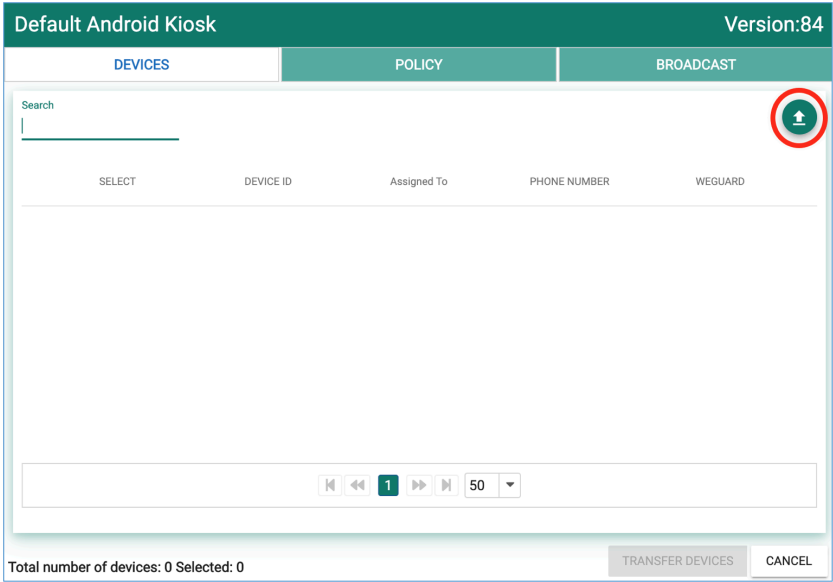 Default Android Kiosk Version:84
DEVICES POLICY BROADCAST
Search
SELECT DEVICE ID Assigned To PHONE NUMBER WEGUARD
1 50
Total number of devices: 0 Selected: 0 TRANSFER DEVICES CANCEL